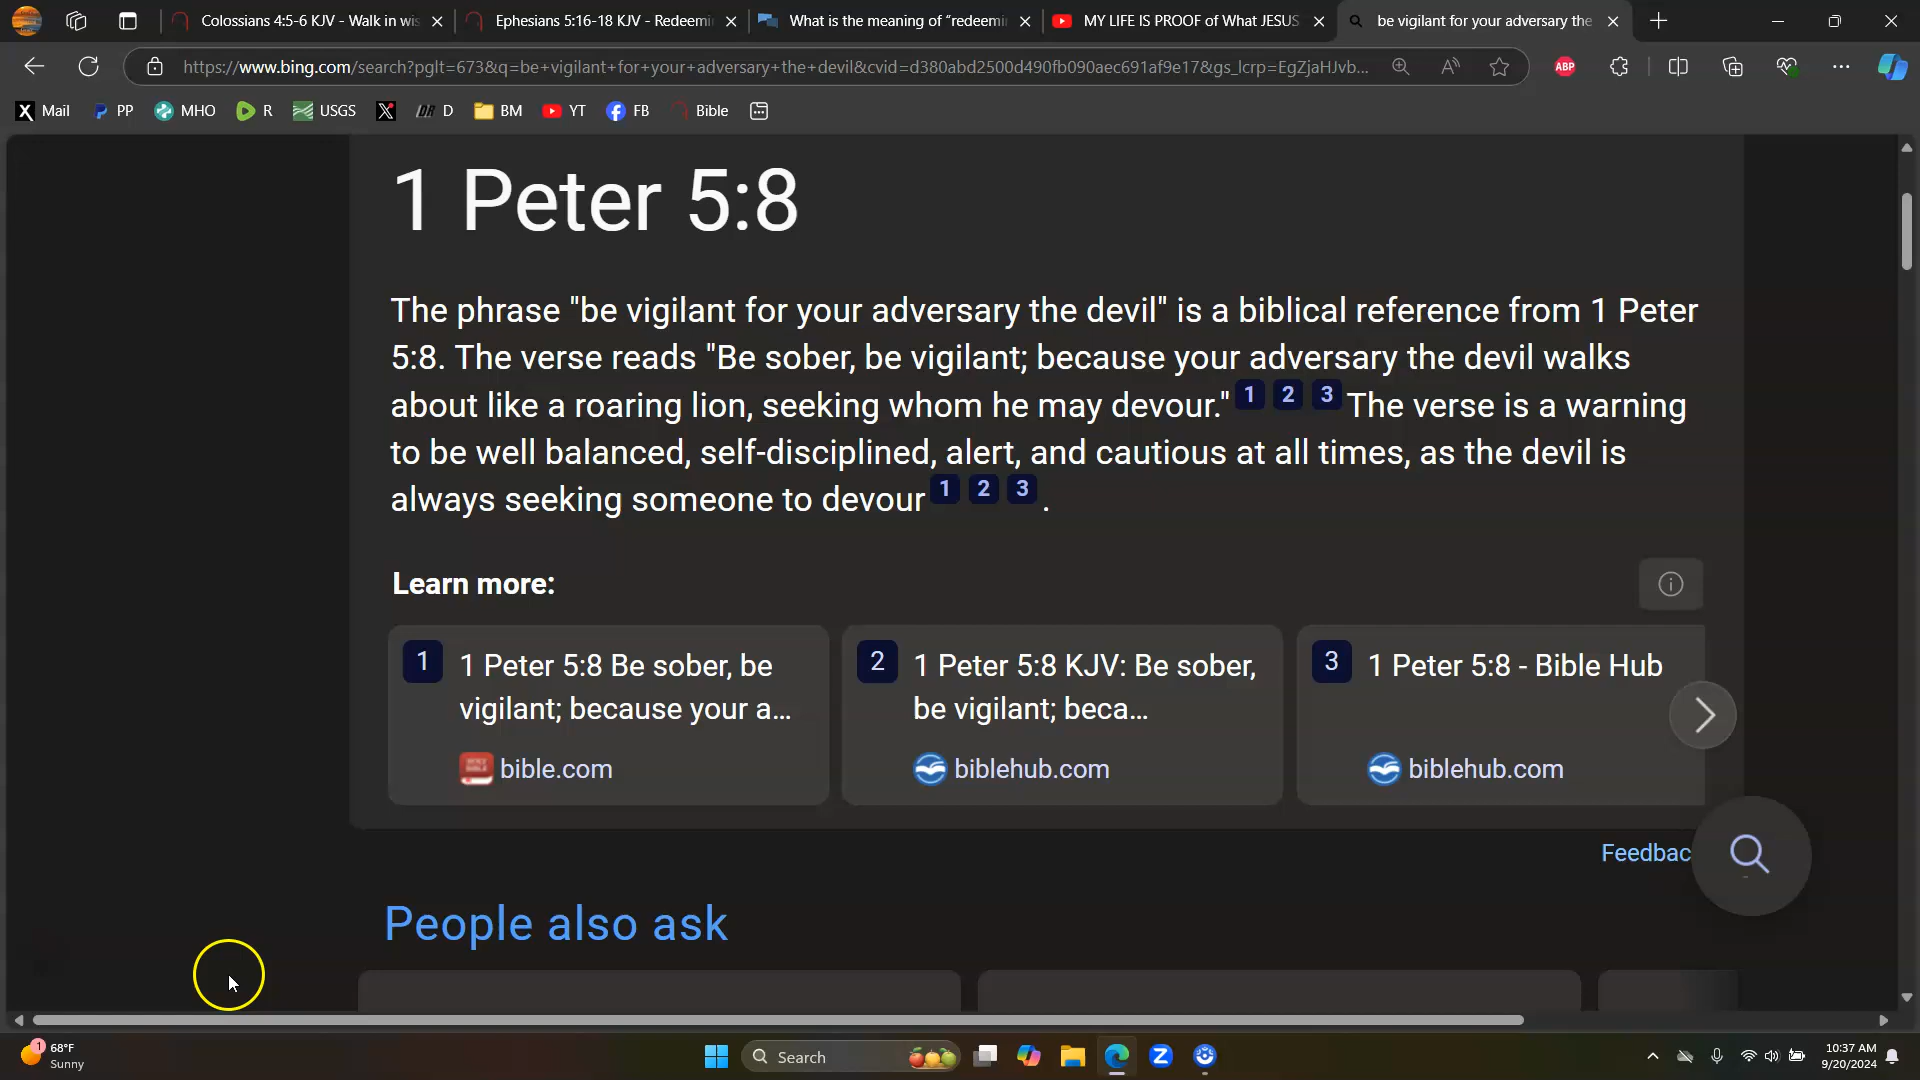 Colossians 4:5-6 KJV - Walk in wis
Ephesians 5:16-18 KJV - Redeemi
What is the meaning of "redeemi
MY LIFE IS PROOF of What JESUS
be vigilant for your adversary the
https://www.bing.com/search?pglt=673&q=be+vigilant+for+your+adversary+the+devil&cvid=d380abd2500d490fb090aec691af9e17&gs_lcrp=EgZjaHJvb...
ABP
Mail
PP
MHO
R
USGS
X
DR D
BM
YT
FB
Bible
1 Peter 5:8
The phrase "be vigilant for your adversary the devil" is a biblical reference from 1 Peter
5:8. The verse reads "Be sober, be vigilant; because your adversary the devil walks
about like a roaring lion, seeking whom he may devour." 1 2 3 The verse is a warning
to be well balanced, self-disciplined, alert, and cautious at all times, as the devil is
always seeking someone to devour 1 2 3 .
Learn more:
1 1 Peter 5:8 Be sober, be
vigilant; because your a...
bible.com
2 1 Peter 5:8 KJV: Be sober,
be vigilant; beca...
biblehub.com
3 1 Peter 5:8 - Bible Hub
biblehub.com
Feedbac
People also ask
1
68°F
Sunny
Search
10:37 AM
9/20/2024